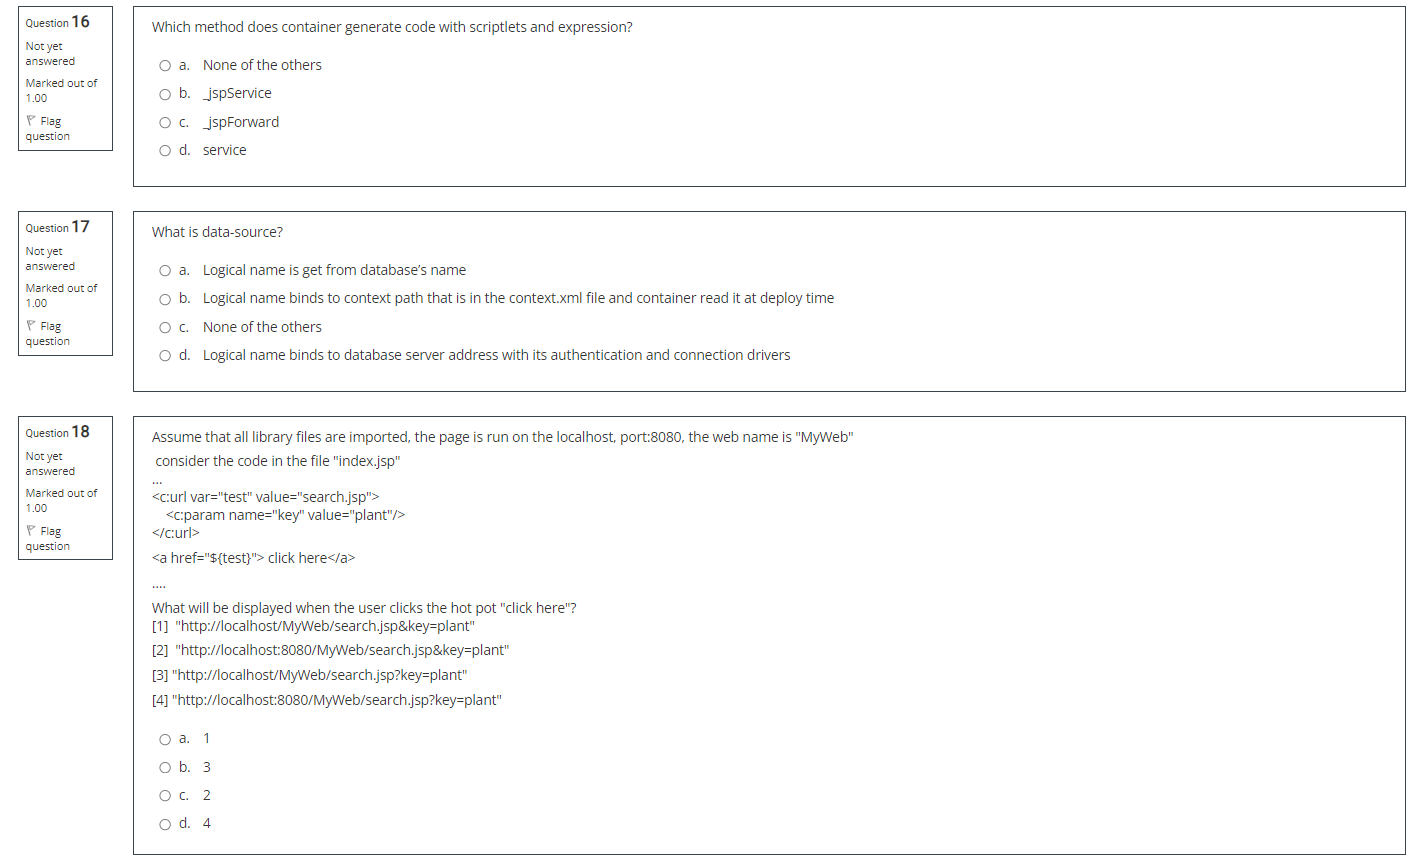 Question 16
Not yet
answered
Marked out of
1.00
Flag
question
Which method does container generate code with scriptlets and expression?
a. None of the others
b. _jspService
c. _jspForward
d. service
Question 17
Not yet
answered
Marked out of
1.00
Flag
question
What is data-source?
a. Logical name is get from database's name
b. Logical name binds to context path that is in the context.xml file and container read it at deploy time
c. None of the others
d. Logical name binds to database server address with its authentication and connection drivers
Question 18
Not yet
answered
Marked out of
1.00
Flag
question
Assume that all library files are imported, the page is run on the localhost, port:8080, the web name is "MyWeb"
consider the code in the file "index.jsp"
...
<c:url var="test" value="search.jsp">
<c:param name="key" value="plant"/>
</c:url>
<a href="${test}"> click here</a>
....
What will be displayed when the user clicks the hot pot "click here"?
[1] "http://localhost/MyWeb/search.jsp&key=plant"
[2] "http://localhost:8080/MyWeb/search.jsp&key=plant"
[3] "http://localhost/MyWeb/search.jsp?key=plant"
[4] "http://localhost:8080/MyWeb/search.jsp?key=plant"
a. 1
b. 3
c. 2
d. 4